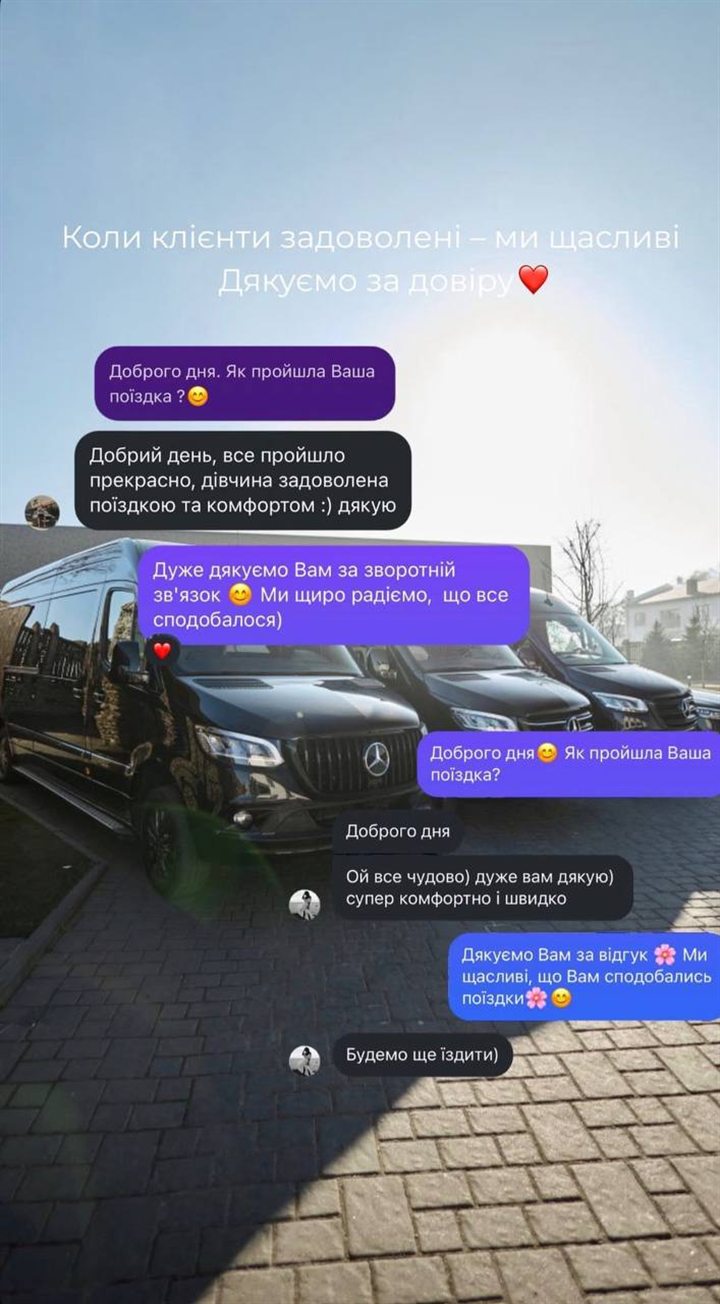 Коли клієнти задоволені – ми щасливі
Дякуємо за довіру❤️
Доброго дня. Як пройшла Ваша
поїздка ?😊
Добрий день, все пройшло
прекрасно, дівчина задоволена
поїздкою та комфортом :) дякую
Дуже дякуємо Вам за зворотній
зв'язок 😊 Ми щиро радіємо,  що все
сподобалося)
❤️
Доброго дня😊 Як пройшла Ваша
поїздка?
Доброго дня
Ой все чудово) дуже вам дякую)
супер комфортно і швидко
Дякуємо Вам за відгук 🌸 Ми
щасливі, що Вам сподобались
поїздки🌸😊
Будемо ще їздити)